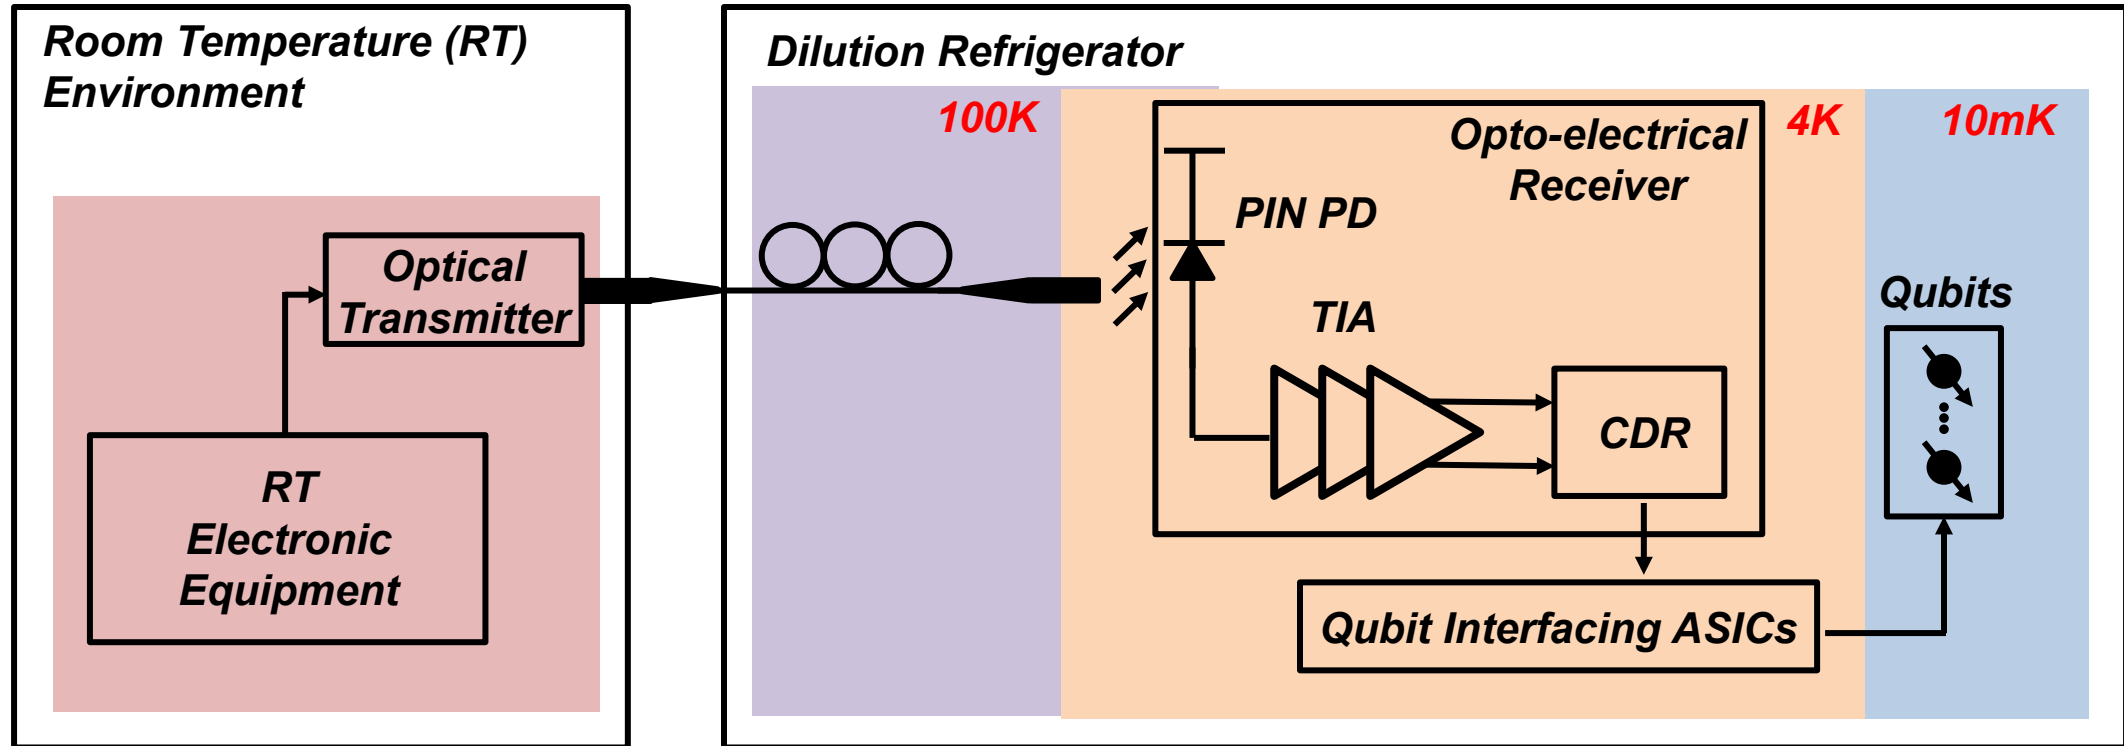 Room Temperature (RT)
Environment
Optical
Transmitter
RT
Electronic
Equipment
Dilution Refrigerator
100K
4K
10mK
Opto-electrical
Receiver
PIN PD
TIA
CDR
Qubit Interfacing ASICs
Qubits